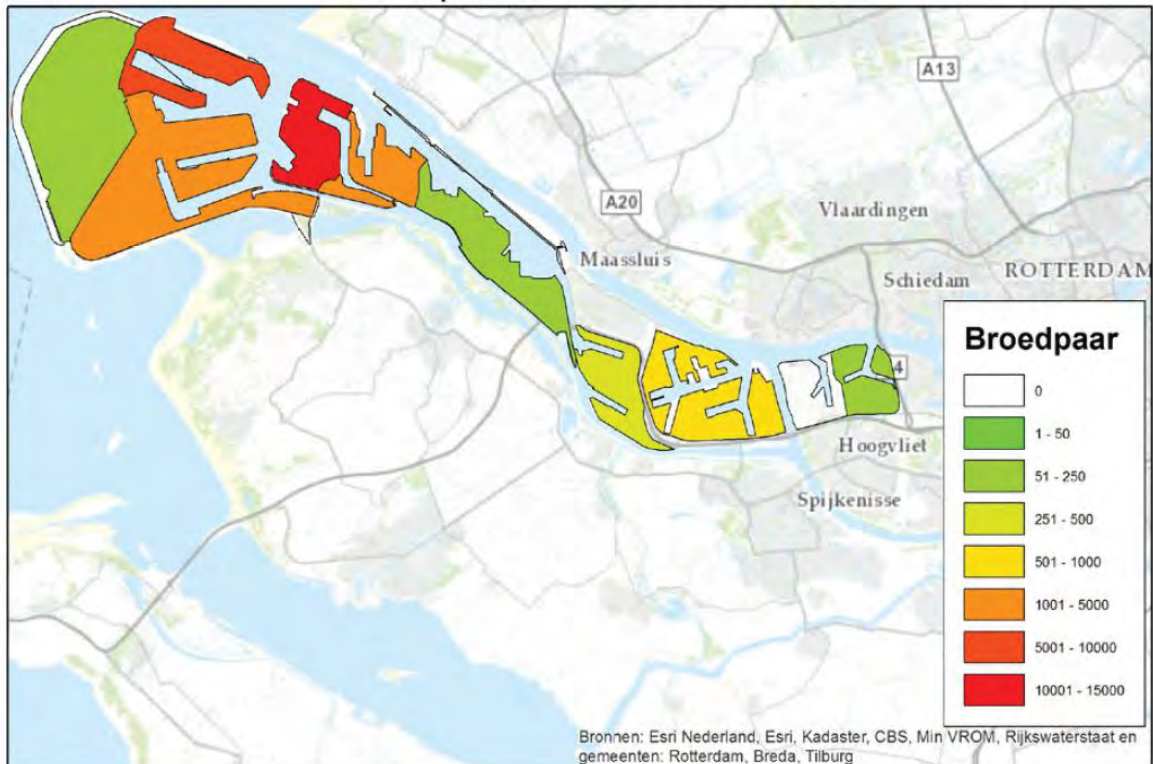 A13
A20
Vlaardingen
Maassluis
Schiedam
ROTTERDAM
4
Hoogvliet
Spijkenisse
Broedpaar
0
1 - 50
51 - 250
251 - 500
501 - 1000
1001 - 5000
5001 - 10000
10001 - 15000
Bronnen: Esri Nederland, Esri, Kadaster, CBS, Min VROM, Rijkswaterstaat en
gemeenten: Rotterdam, Breda, Tilburg